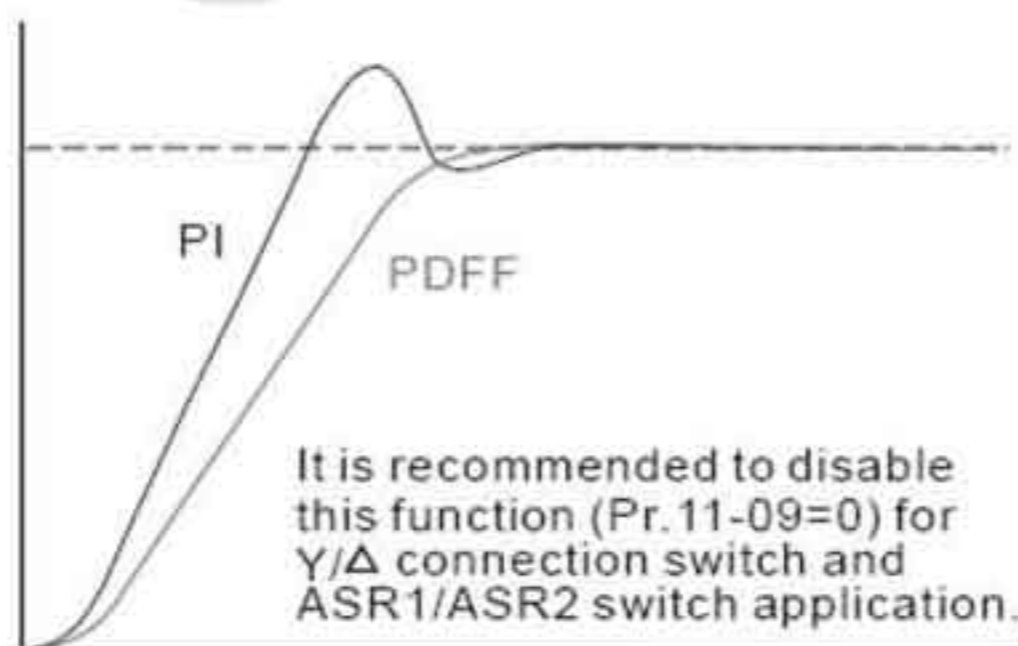 PI
PDFF
It is recommended to disable
this function (Pr.11-09=0) for
Y/Δ connection switch and
ASR1/ASR2 switch application.